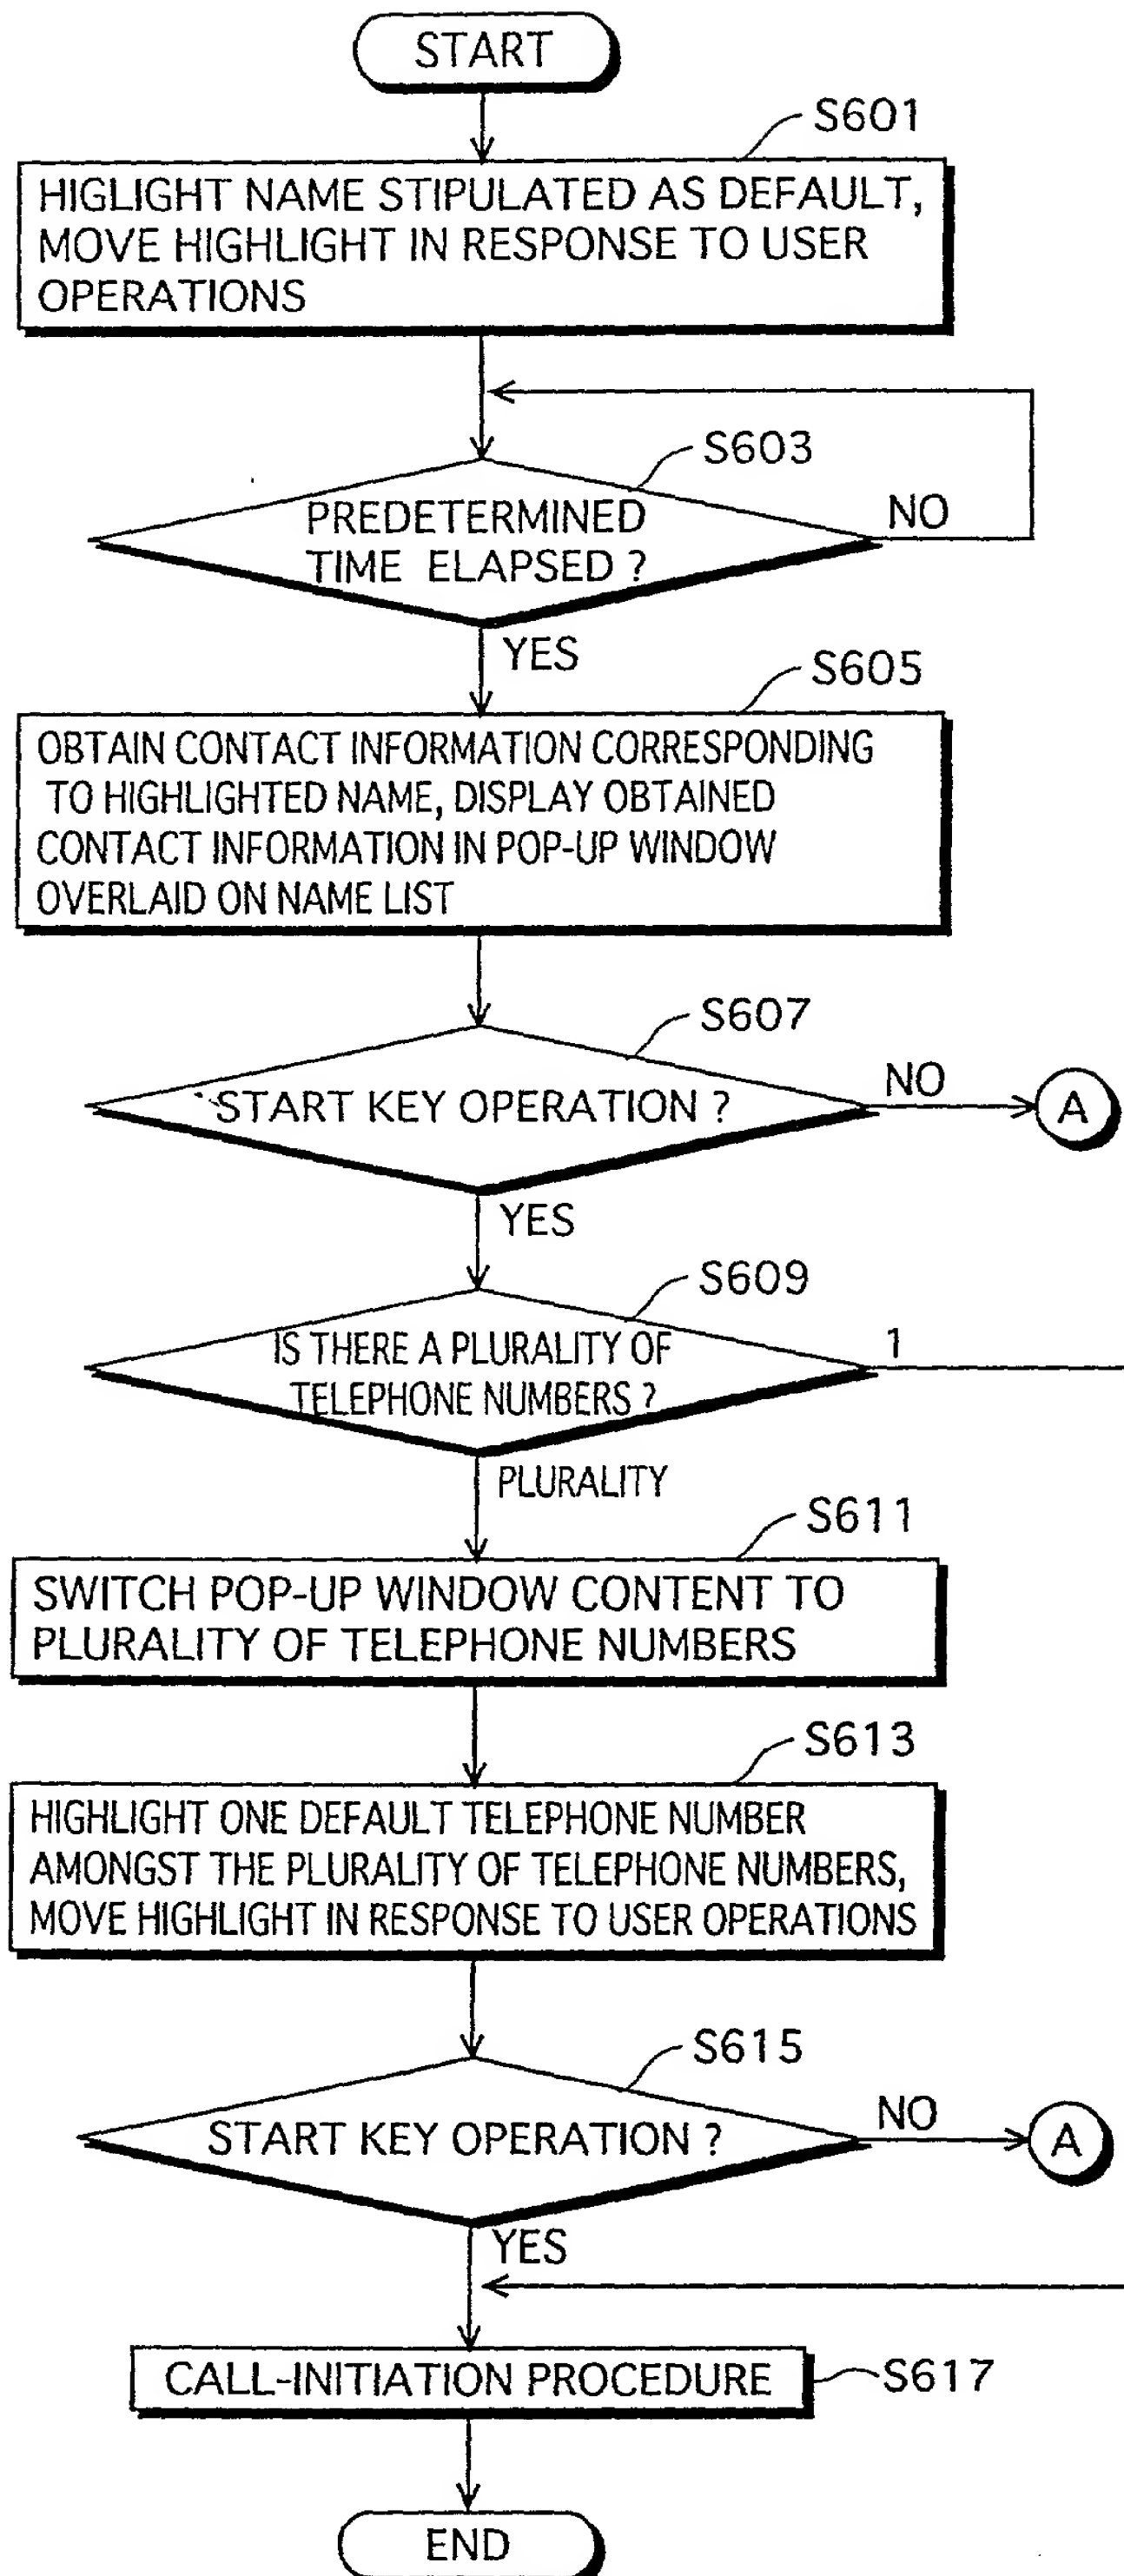 START
S601
HIGLIGHT NAME STIPULATED AS DEFAULT,
MOVE HIGHLIGHT IN RESPONSE TO USER
OPERATIONS
S603
PREDETERMINED
TIME ELAPSED ?
NO
YES
S605
OBTAIN CONTACT INFORMATION CORRESPONDING
TO HIGHLIGHTED NAME, DISPLAY OBTAINED
CONTACT INFORMATION IN POP-UP WINDOW
OVERLAID ON NAME LIST
S607
START KEY OPERATION ?
NO
A
YES
S609
IS THERE A PLURALITY OF
TELEPHONE NUMBERS ?
1
PLURALITY
S611
SWITCH POP-UP WINDOW CONTENT TO
PLURALITY OF TELEPHONE NUMBERS
S613
HIGHLIGHT ONE DEFAULT TELEPHONE NUMBER
AMONGST THE PLURALITY OF TELEPHONE NUMBERS,
MOVE HIGHLIGHT IN RESPONSE TO USER OPERATIONS
S615
START KEY OPERATION ?
NO
A
YES
CALL-INITIATION PROCEDURE
S617
END